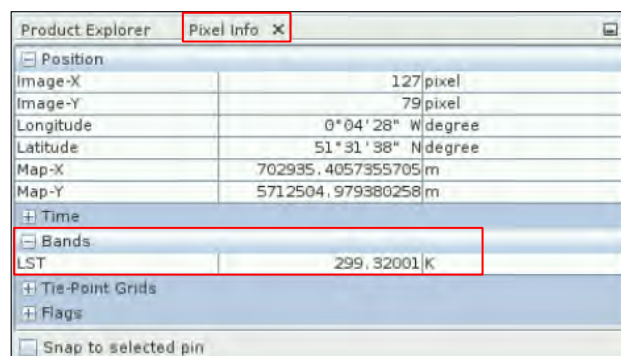 Product Explorer Pixel Info ×
Position
Image-X 127 pixel
Image-Y 79 pixel
Longitude 0°04'28" W degree
Latitude 51°31'38" N degree
Map-X 702935.4057355705 m
Map-Y 5712504.979380258 m
Time
Bands
LST 299.32001 K
Tie-Point Grids
Flags
Snap to selected pin